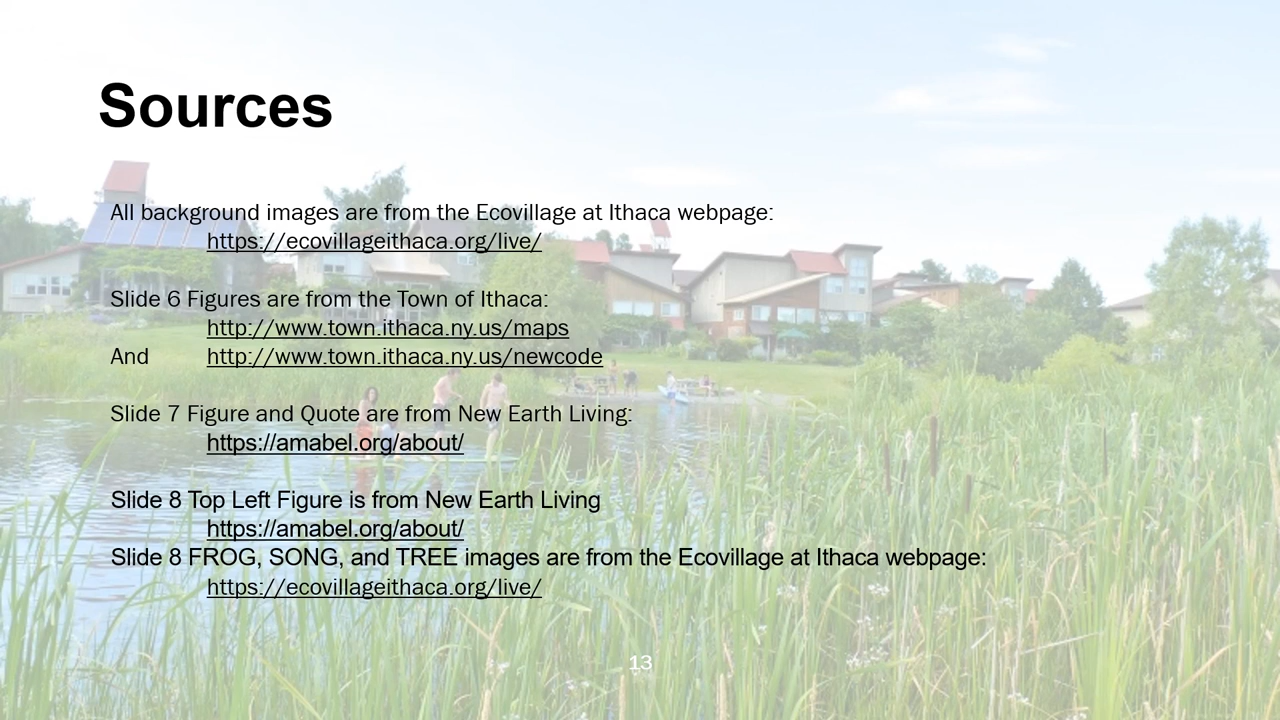 Sources
All background images are from the Ecovillage at Ithaca webpage:
https://ecovillageithaca.org/live/
Slide 6 Figures are from the Town of Ithaca:
http://www.town.ithaca.ny.us/maps
And http://www.town.ithaca.ny.us/newcode
Slide 7 Figure and Quote are from New Earth Living:
https://amabel.org/about/
Slide 8 Top Left Figure is from New Earth Living
https://amabel.org/about/
Slide 8 FROG, SONG, and TREE images are from the Ecovillage at Ithaca webpage:
https://ecovillageithaca.org/live/
13